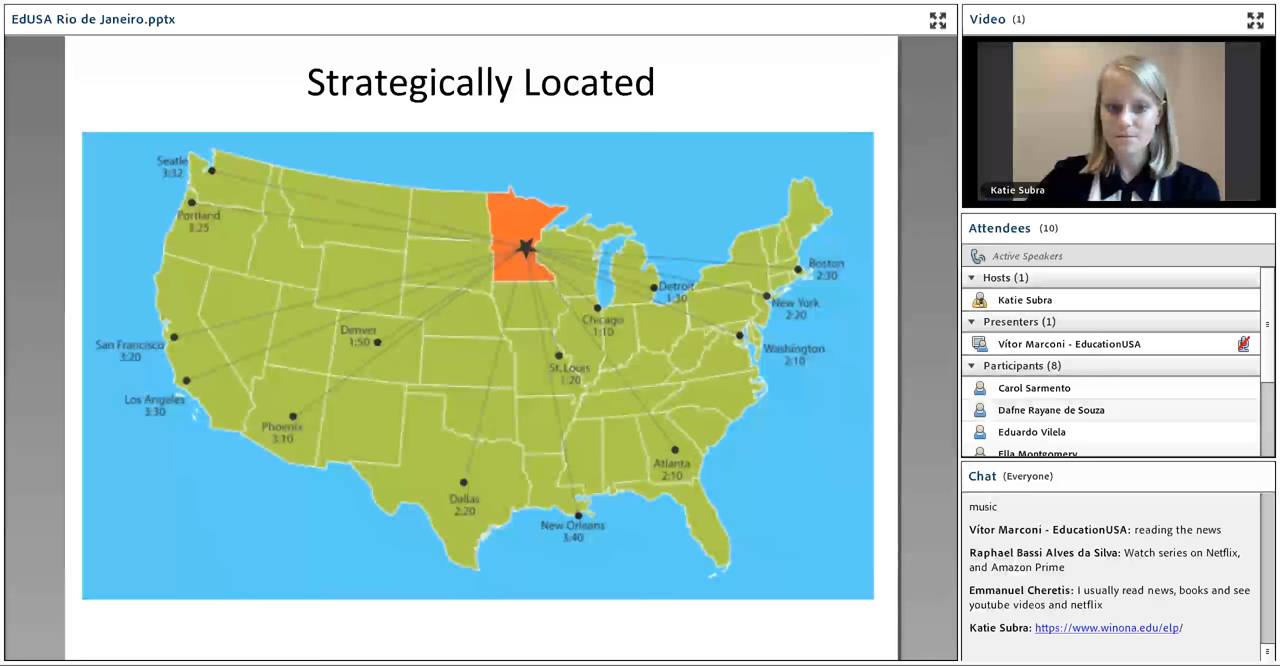 EdUSA Rio de Janeiro.pptx
Strategically Located
Seatle
3:32
Portland
3:25
San Francisco
3:20
Los Angeles
3:30
Phoenix
3:10
Denver
1:50
Dallas
2:20
New Orleans
3:40
St. Louis
1:20
Chicago
1:10
Detroit
1:30
Atlanta
2:10
Washington
2:10
New York
2:20
Boston
2:30
Video (1)
Katie Subra
Attendees (10)
Active Speakers
Hosts (1)
Katie Subra
Presenters (1)
Vítor Marconi - EducationUSA
Participants (8)
Carol Sarmento
Dafne Rayane de Souza
Eduardo Vilela
Ella Montgomery
Chat (Everyone)
music
Vítor Marconi - EducationUSA: reading the news
Raphael Bassi Alves da Silva: Watch series on Netflix,
and Amazon Prime
Emmanuel Cheretis: I usually read news, books and see
youtube videos and netflix
Katie Subra: https://www.winona.edu/elp/